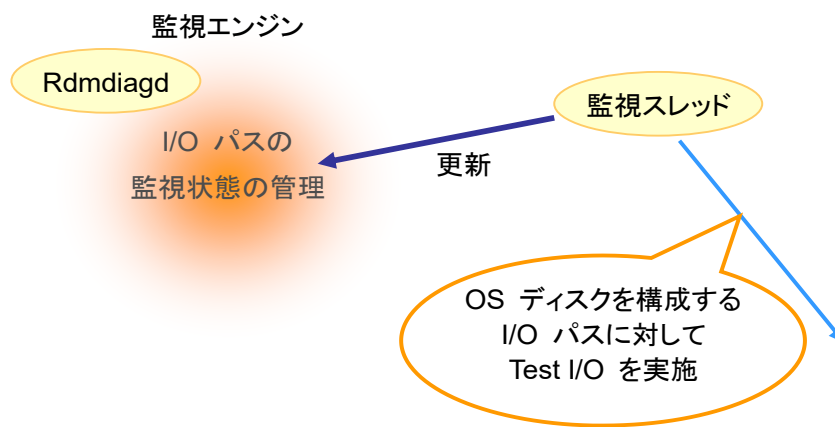 監視エンジン
Rdmdiagd
I/O パスの
監視状態の管理
監視スレッド
更新
OS ディスクを構成する
I/O パスに対して
Test I/O を実施